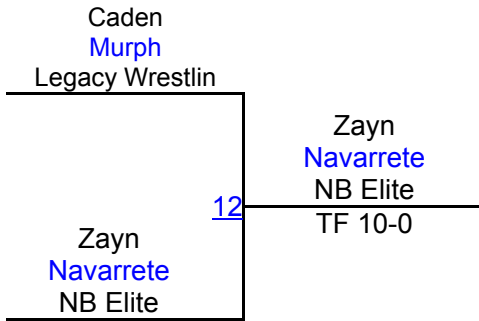 Caden
Murph
Legacy Wrestlin
12
Zayn
Navarrete
NB Elite
Zayn
Navarrete
NB Elite
TF 10-0